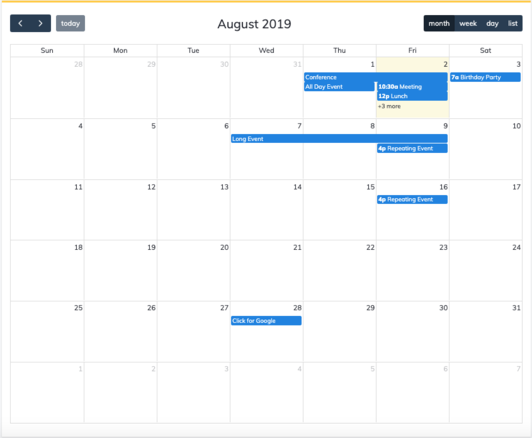 today
August 2019
month week day list
Sun Mon Tue Wed Thu Fri Sat
28 29 30 31 1 2 3
Conference
7a Birthday Party
All Day Event
10:30a Meeting
12p Lunch
+3 more
4 5 6 7 8 9 10
Long Event
4p Repeating Event
11 12 13 14 15 16 17
4p Repeating Event
18 19 20 21 22 23 24
25 26 27 28 29 30 31
Click for Google
1 2 3 4 5 6 7